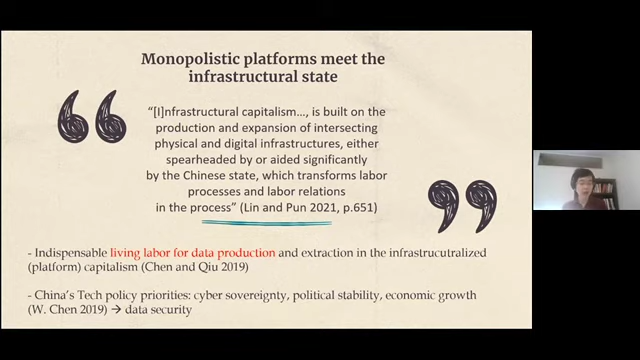 Monopolistic platforms meet the
infrastructural state
“[I]nfrastructural capitalism…, is built on the
production and expansion of intersecting
physical and digital infrastructures, either
spearheaded by or aided significantly
by the Chinese state, which transforms labor
processes and labor relations
in the process” (Lin and Pun 2021, p.651)
- Indispensable living labor for data production and extraction in the infrastrucutralized
(platform) capitalism (Chen and Qiu 2019)
- China’s Tech policy priorities: cyber sovereignty, political stability, economic growth
(W. Chen 2019) → data security